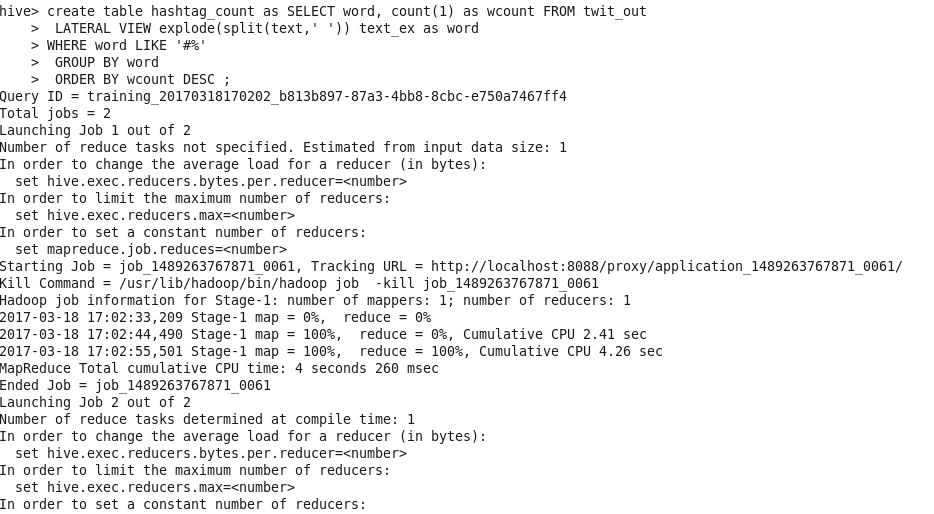 hive> create table hashtag_count as SELECT word, count(1) as wcount FROM twit_out
    >  LATERAL VIEW explode(split(text,' ')) text_ex as word
    > WHERE word LIKE '#%'
    >  GROUP BY word
    >  ORDER BY wcount DESC ;
Query ID = training_20170318170202_b813b897-87a3-4bb8-8cbc-e750a7467ff4
Total jobs = 2
Launching Job 1 out of 2
Number of reduce tasks not specified. Estimated from input data size: 1
In order to change the average load for a reducer (in bytes):
  set hive.exec.reducers.bytes.per.reducer=<number>
In order to limit the maximum number of reducers:
  set hive.exec.reducers.max=<number>
In order to set a constant number of reducers:
  set mapreduce.job.reduces=<number>
Starting Job = job_1489263767871_0061, Tracking URL = http://localhost:8088/proxy/application_1489263767871_0061/
Kill Command = /usr/lib/hadoop/bin/hadoop job  -kill job_1489263767871_0061
Hadoop job information for Stage-1: number of mappers: 1; number of reducers: 1
2017-03-18 17:02:33,209 Stage-1 map = 0%,  reduce = 0%
2017-03-18 17:02:44,490 Stage-1 map = 100%,  reduce = 0%, Cumulative CPU 2.41 sec
2017-03-18 17:02:55,501 Stage-1 map = 100%,  reduce = 100%, Cumulative CPU 4.26 sec
MapReduce Total cumulative CPU time: 4 seconds 260 msec
Ended Job = job_1489263767871_0061
Launching Job 2 out of 2
Number of reduce tasks determined at compile time: 1
In order to change the average load for a reducer (in bytes):
  set hive.exec.reducers.bytes.per.reducer=<number>
In order to limit the maximum number of reducers:
  set hive.exec.reducers.max=<number>
In order to set a constant number of reducers: